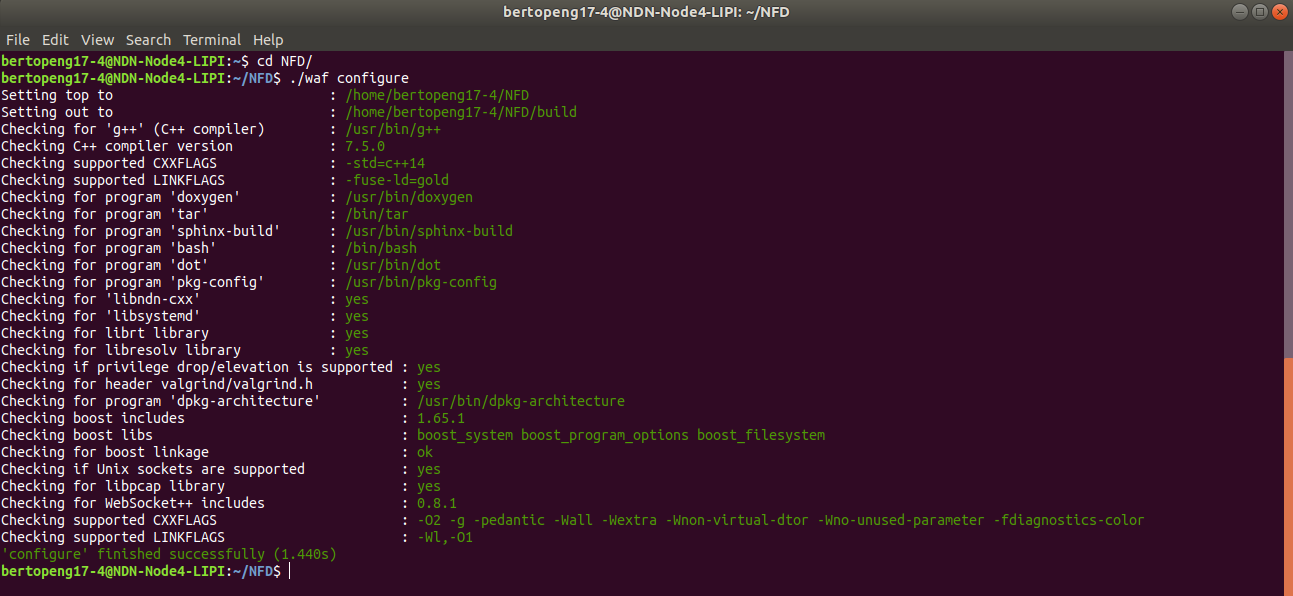 bertopeng17-4@NDN-Node4-LIPI: ~/NFD
File Edit View Search Terminal Help
bertopeng17-4@NDN-Node4-LIPI:~$ cd NFD/
bertopeng17-4@NDN-Node4-LIPI:~/NFD$ ./waf configure
Setting top to                           : /home/bertopeng17-4/NFD
Setting out to                           : /home/bertopeng17-4/NFD/build
Checking for 'g++' (C++ compiler)        : /usr/bin/g++
Checking C++ compiler version            : 7.5.0
Checking supported CXXFLAGS              : -std=c++14
Checking supported LINKFLAGS             : -fuse-ld=gold
Checking for program 'doxygen'           : /usr/bin/doxygen
Checking for program 'tar'               : /bin/tar
Checking for program 'sphinx-build'      : /usr/bin/sphinx-build
Checking for program 'bash'              : /bin/bash
Checking for program 'dot'               : /usr/bin/dot
Checking for program 'pkg-config'        : /usr/bin/pkg-config
Checking for 'libndn-cxx'                : yes
Checking for 'libsystemd'                : yes
Checking for librt library               : yes
Checking for libresolv library           : yes
Checking if privilege drop/elevation is supported : yes
Checking for header valgrind/valgrind.h           : yes
Checking for program 'dpkg-architecture'          : /usr/bin/dpkg-architecture
Checking boost includes                           : 1.65.1
Checking boost libs                               : boost_system boost_program_options boost_filesystem
Checking for boost linkage                        : ok
Checking if Unix sockets are supported            : yes
Checking for libpcap library                      : yes
Checking for WebSocket++ includes                 : 0.8.1
Checking supported CXXFLAGS                       : -O2 -g -pedantic -Wall -Wextra -Wnon-virtual-dtor -Wno-unused-parameter -fdiagnostics-color
Checking supported LINKFLAGS                      : -Wl,-O1
'configure' finished successfully (1.440s)
bertopeng17-4@NDN-Node4-LIPI:~/NFD$